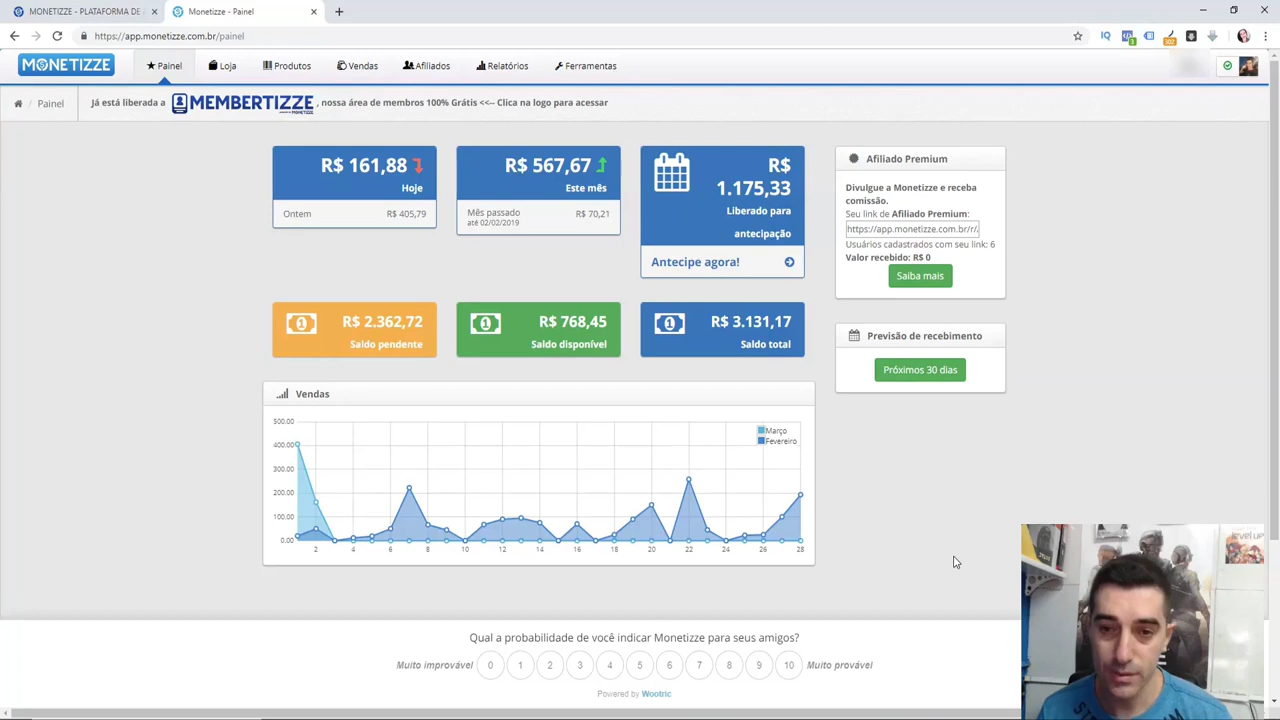 MONETIZZE - PLATAFORMA DE A
Monetizze - Painel
https://app.monetizze.com.br/painel
MONETIZZE
Painel
Loja
Produtos
Vendas
Afiliados
Relatórios
Ferramentas
/ Painel
Já está liberada a MEMBERTIZZE , nossa área de membros 100% Grátis <<-- Clica na logo para acessar
R$ 161,88
Hoje
Ontem R$ 405,79
R$ 567,67
Este mês
Mês passado R$ 70,21
até 02/02/2019
R$
1.175,33
Liberado para
antecipação
Antecipe agora!
Afiliado Premium
Divulgue a Monetizze e receba
comissão.
Seu link de Afiliado Premium:
https://app.monetizze.com.br/r/
Usuários cadastrados com seu link: 6
Valor recebido: R$ 0
Saiba mais
R$ 2.362,72
Saldo pendente
R$ 768,45
Saldo disponível
R$ 3.131,17
Saldo total
Previsão de recebimento
Próximos 30 dias
Vendas
500.00
400.00
300.00
200.00
100.00
0.00
Março
Fevereiro
2 4 6 8 10 12 14 16 18 20 22 24 26 28
level up
Qual a probabilidade de você indicar Monetizze para seus amigos?
Muito improvável 0 1 2 3 4 5 6 7 8 9 10 Muito provável
Powered by Wootric